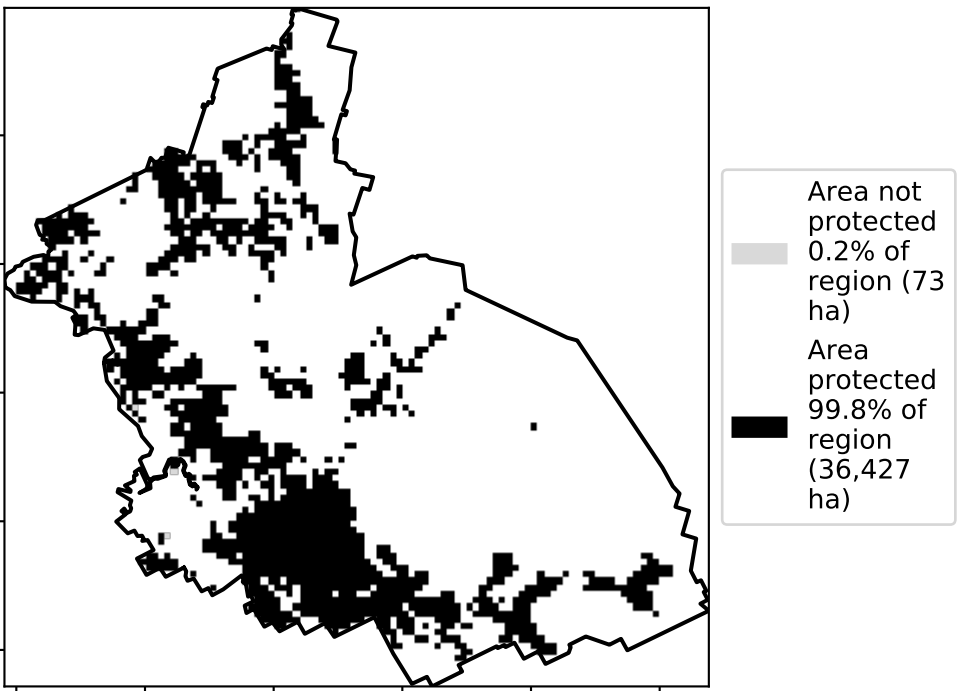 Area not
protected
0.2% of
region (73
ha)
Area
protected
99.8% of
region
(36,427
ha)